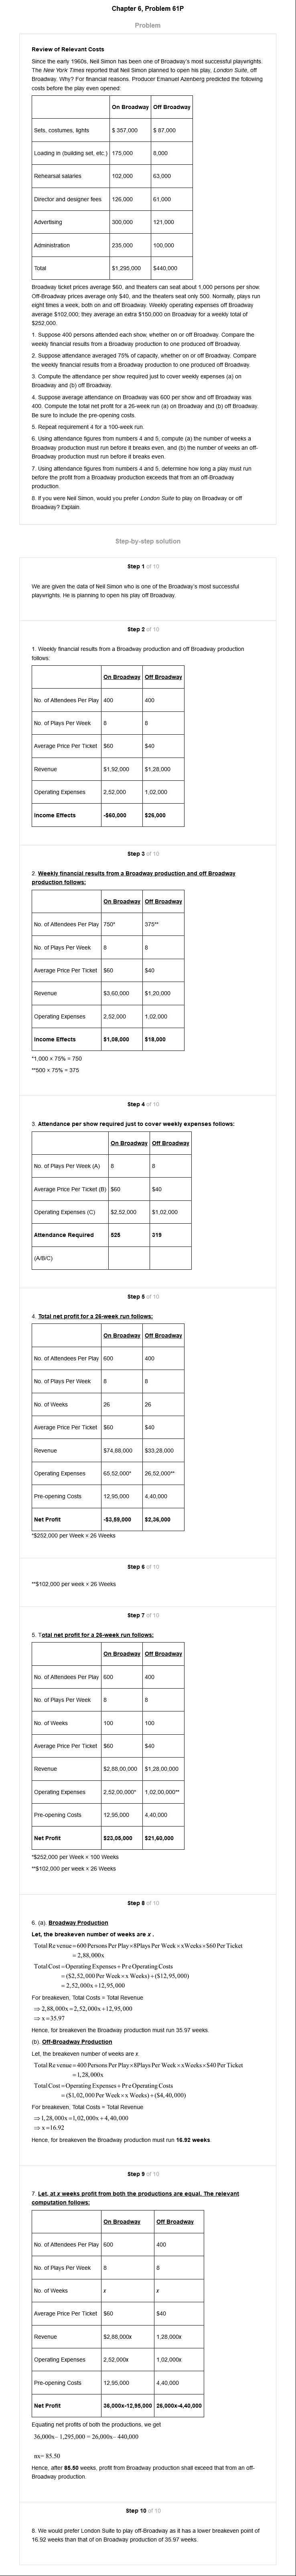 Chapter 6, Problem 61P
Problem
Review of Relevant Costs
Since the early 1960s, Neil Simon has been one of Broadway's most successful playwrights.
The New York Times reported that Neil Simon planned to open his play, London Suite, off
Broadway. Why? For financial reasons. Producer Emanuel Azenberg predicted the following
costs before the play even opened:
On Broadway Off Broadway
Sets, costumes, lights $ 357,000 $ 87,000
Loading in (building set, etc.) 175,000 8,000
Rehearsal salaries 102,000 63,000
Director and designer fees 126,000 61,000
Advertising 300,000 121,000
Administration 235,000 100,000
Total $1,295,000 $440,000
Broadway ticket prices average $60, and theaters can seat about 1,000 persons per show.
Off-Broadway prices average only $40, and the theaters seat only 500. Normally, plays run
eight times a week, both on and off Broadway. Weekly operating expenses off Broadway
average $102,000; they average an extra $150,000 on Broadway for a weekly total of
$252,000.
1. Suppose 400 persons attended each show, whether on or off Broadway. Compare the
weekly financial results from a Broadway production to one produced off Broadway.
2. Suppose attendance averaged 75% of capacity, whether on or off Broadway. Compare
the weekly financial results from a Broadway production to one produced off Broadway.
3. Compute the attendance per show required just to cover weekly expenses (a) on
Broadway and (b) off Broadway.
4. Suppose average attendance on Broadway was 600 per show and off Broadway was
400. Compute the total net profit for a 26-week run (a) on Broadway and (b) off Broadway.
Be sure to include the pre-opening costs.
5. Repeat requirement 4 for a 100-week run.
6. Using attendance figures from numbers 4 and 5, compute (a) the number of weeks a
Broadway production must run before it breaks even, and (b) the number of weeks an off-
Broadway production must run before it breaks even.
7. Using attendance figures from numbers 4 and 5, determine how long a play must run
before the profit from a Broadway production exceeds that from an off-Broadway
production.
8. If you were Neil Simon, would you prefer London Suite to play on Broadway or off
Broadway? Explain.
Step-by-step solution
Step 1 of 10
We are given the data of Neil Simon who is one of the Broadway's most successful
playwrights. He is planning to open his play off Broadway.
Step 2 of 10
1. Weekly financial results from a Broadway production and off Broadway production
follows:
On Broadway Off Broadway
No. of Attendees Per Play 400 400
No. of Plays Per Week 8 8
Average Price Per Ticket $60 $40
Revenue $1,92,000 $1,28,000
Operating Expenses 2,52,000 1,02,000
Income Effects -$60,000 $26,000
Step 3 of 10
2. Weekly financial results from a Broadway production and off Broadway
production follows:
On Broadway Off Broadway
No. of Attendees Per Play 750* 375**
No. of Plays Per Week 8 8
Average Price Per Ticket $60 $40
Revenue $3,60,000 $1,20,000
Operating Expenses 2,52,000 1,02,000
Income Effects $1,08,000 $18,000
*1,000 × 75% = 750
**500 × 75% = 375
Step 4 of 10
3. Attendance per show required just to cover weekly expenses follows:
On Broadway Off Broadway
No. of Plays Per Week (A) 8 8
Average Price Per Ticket (B) $60 $40
Operating Expenses (C) $2,52,000 $1,02,000
Attendance Required 525 319
(A/B/C)
Step 5 of 10
4. Total net profit for a 26-week run follows:
On Broadway Off Broadway
No. of Attendees Per Play 600 400
No. of Plays Per Week 8 8
No. of Weeks 26 26
Average Price Per Ticket $60 $40
Revenue $74,88,000 $33,28,000
Operating Expenses 65,52,000* 26,52,000**
Pre-opening Costs 12,95,000 4,40,000
Net Profit -$3,59,000 $2,36,000
*$252,000 per Week × 26 Weeks
Step 6 of 10
**$102,000 per week × 26 Weeks
Step 7 of 10
5. Total net profit for a 26-week run follows:
On Broadway Off Broadway
No. of Attendees Per Play 600 400
No. of Plays Per Week 8 8
No. of Weeks 100 100
Average Price Per Ticket $60 $40
Revenue $2,88,00,000 $1,28,00,000
Operating Expenses 2,52,00,000* 1,02,00,000**
Pre-opening Costs 12,95,000 4,40,000
Net Profit $23,05,000 $21,60,000
*$252,000 per Week × 100 Weeks
**$102,000 per week × 26 Weeks
Step 8 of 10
6. (a). Broadway Production
Let, the breakeven number of weeks are x .
Total Re venue = 600 Persons Per Play × 8Plays Per Week × xWeeks × $60 Per Ticket
= 2,88,000x
Total Cost = Operating Expenses + Pr e Operating Costs
= ($2,52,000 Per Week × x Weeks) + ($12,95,000)
= 2,52,000x + 12,95,000
For breakeven, Total Costs = Total Revenue
⇒ 2,88,000x = 2,52,000x + 12,95,000
⇒ x = 35.97
Hence, for breakeven the Broadway production must run 35.97 weeks.
(b). Off-Broadway Production
Let, the breakeven number of weeks are x.
Total Re venue = 400 Persons Per Play × 8Plays Per Week × xWeeks × $40 Per Ticket
= 1,28,000x
Total Cost = Operating Expenses + Pr e Operating Costs
= ($1,02,000 Per Week × x Weeks) + ($4,40,000)
For breakeven, Total Costs = Total Revenue
⇒ 1,28,000x = 1,02,000x + 4,40,000
⇒ x = 16.92
Hence, for breakeven the Broadway production must run 16.92 weeks.
Step 9 of 10
7. Let, at x weeks profit from both the productions are equal. The relevant
computation follows:
On Broadway Off Broadway
No. of Attendees Per Play 600 400
No. of Plays Per Week 8 8
No. of Weeks x x
Average Price Per Ticket $60 $40
Revenue $2,88,000x 1,28,000x
Operating Expenses 2,52,000x 1,02,000x
Pre-opening Costs 12,95,000 4,40,000
Net Profit 36,000x-12,95,000 26,000x-4,40,000
Equating net profits of both the productions, we get
36,000x – 1,295,000 = 26,000x – 440,000
nx= 85.50
Hence, after 85.50 weeks, profit from Broadway production shall exceed that from an off-
Broadway production.
Step 10 of 10
8. We would prefer London Suite to play off-Broadway as it has a lower breakeven point of
16.92 weeks than that of on Broadway production of 35.97 weeks.